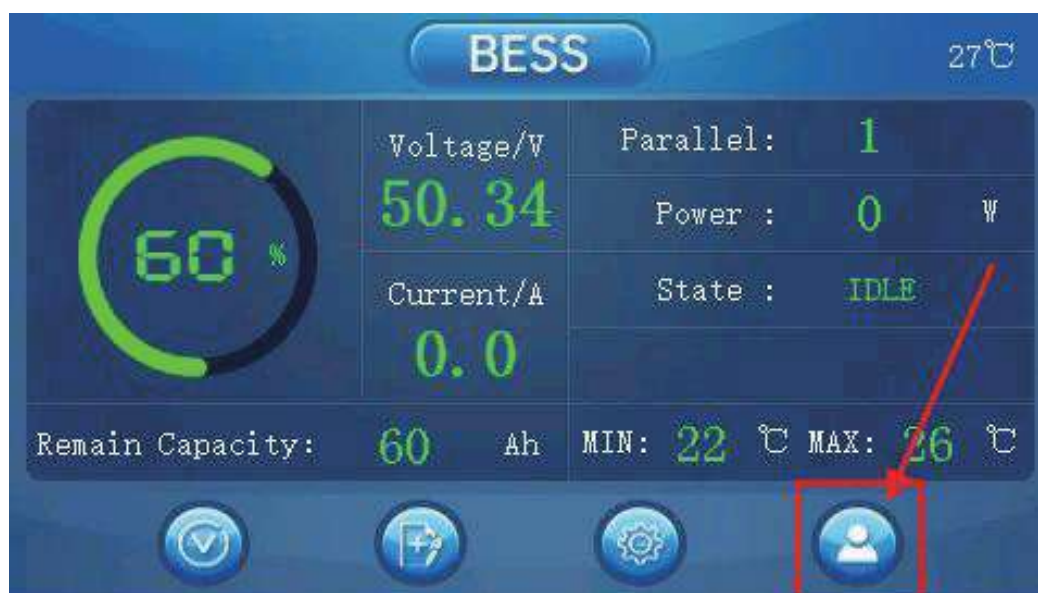 BESS
27℃
60 %
Voltage/V
50.34
Current/A
0.0
Parallel: 1
Power : 0 W
State : IDLE
Remain Capacity: 60 Ah
MIN: 22 ℃ MAX: 26 ℃